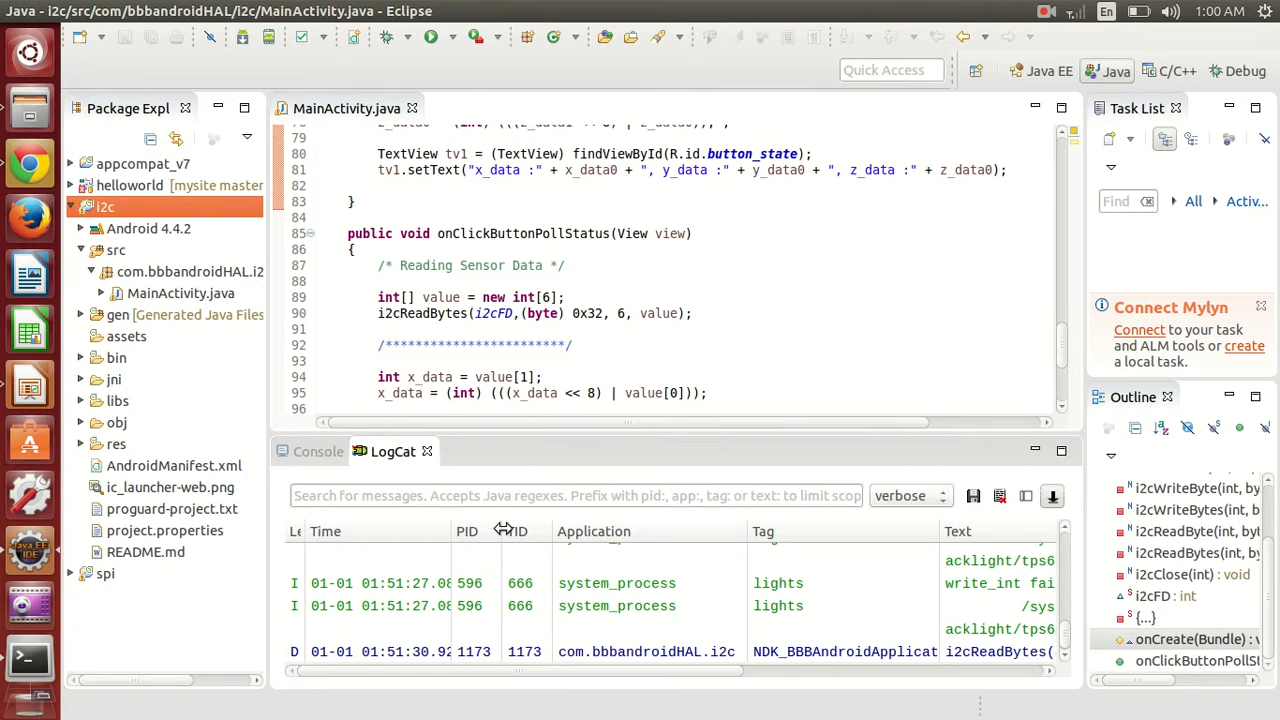 Java - i2c/src/com/bbbandroidHAL/i2c/MainActivity.java - Eclipse
En
1:00 AM
Quick Access
Java EE
Java
C/C++
Debug
Package Expl
appcompat_v7
helloworld [mysite master
i2c
Android 4.4.2
src
com.bbbandroidHAL.i2
MainActivity.java
gen [Generated Java Files
assets
bin
jni
libs
obj
res
AndroidManifest.xml
ic_launcher-web.png
proguard-project.txt
project.properties
README.md
spi
MainActivity.java
79
80 TextView tv1 = (TextView) findViewById(R.id.button_state);
81 tv1.setText("x_data :" + x_data0 + ", y_data :" + y_data0 + ", z_data :" + z_data0);
82
83 }
84
85 public void onClickButtonPollStatus(View view)
86 {
87 /* Reading Sensor Data */
88
89 int[] value = new int[6];
90 i2cReadBytes(i2cFD,(byte) 0x32, 6, value);
91
92 /************************/
93
94 int x_data = value[1];
95 x_data = (int) (((x_data << 8) | value[0]));
96
Console
LogCat
Search for messages. Accepts Java regexes. Prefix with pid:, app:, tag: or text: to limit scop
verbose
Le Time PID TID Application Tag Text
acklight/tps6
I 01-01 01:51:27.08 596 666 system_process lights write_int fai
I 01-01 01:51:27.08 596 666 system_process lights /sys
acklight/tps6
D 01-01 01:51:30.92 1173 1173 com.bbbandroidHAL.i2c NDK_BBBAndroidApplicat i2cReadBytes(
Task List
Find
All
Activ...
Connect Mylyn
Connect to your task
and ALM tools or create
a local task.
Outline
i2cWriteByte(int, by
i2cWriteBytes(int, b
i2cReadByte(int, by
i2cReadBytes(int, b
i2cClose(int) : void
i2cFD : int
{...}
onCreate(Bundle) : v
onClickButtonPollSt
Java EE
IDE